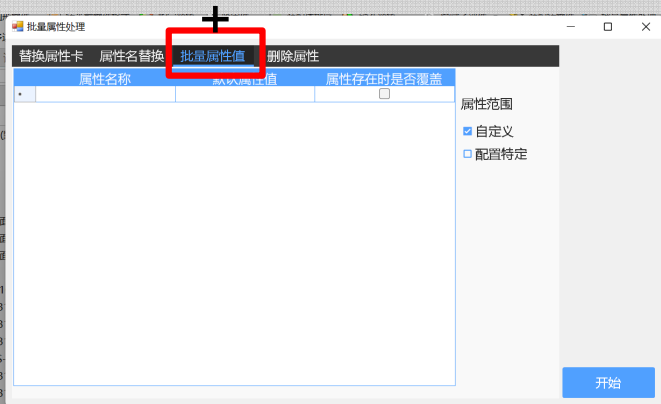 批量属性处理
替换属性卡 属性名替换 批量属性值 删除属性
属性名称 默认属性值 属性存在时是否覆盖
属性范围
自定义
配置特定
开始